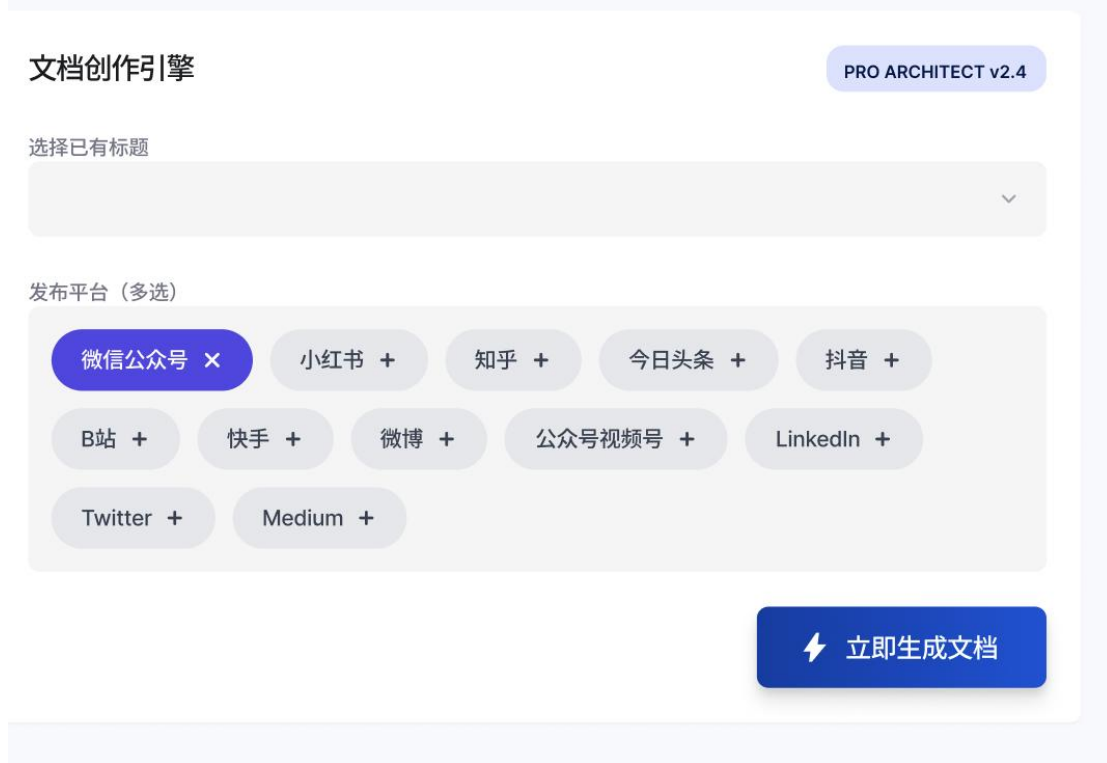 文档创作引擎
PRO ARCHITECT v2.4
选择已有标题
发布平台（多选）
微信公众号 × 小红书 + 知乎 + 今日头条 + 抖音 +
B站 + 快手 + 微博 + 公众号视频号 + LinkedIn +
Twitter + Medium +
立即生成文档